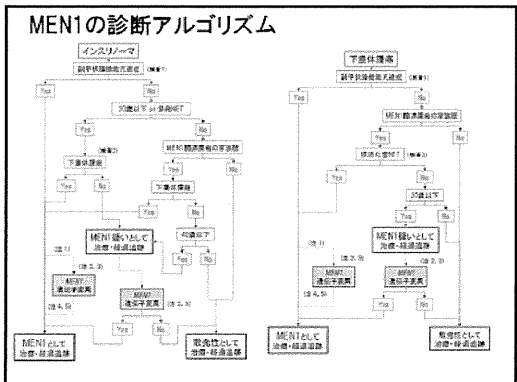 MEN1の診断アルゴリズム
インスリノーマ
副甲状腺機能亢進症
Yes
No
30歳以下
Yes
No
MEN1関連腫瘍の家族歴
下垂体腫瘍
Yes
No
Yes
No
下垂体腫瘍
Yes
No
40歳以下
Yes
No
MEN1疑いとして
治療・経過追跡
MEN1
遺伝子変異
MEN1
遺伝子変異
Yes
No
MEN1として
治療・経過追跡
散発性として
治療・経過追跡
下垂体腫瘍
副甲状腺機能亢進症
Yes
No
MEN1関連腫瘍の家族歴
Yes
No
Yes
No
30歳以下
Yes
No
MEN1疑いとして
治療・経過追跡
MEN1
遺伝子変異
MEN1
遺伝子変異
Yes
No
MEN1として
治療・経過追跡
散発性として
治療・経過追跡